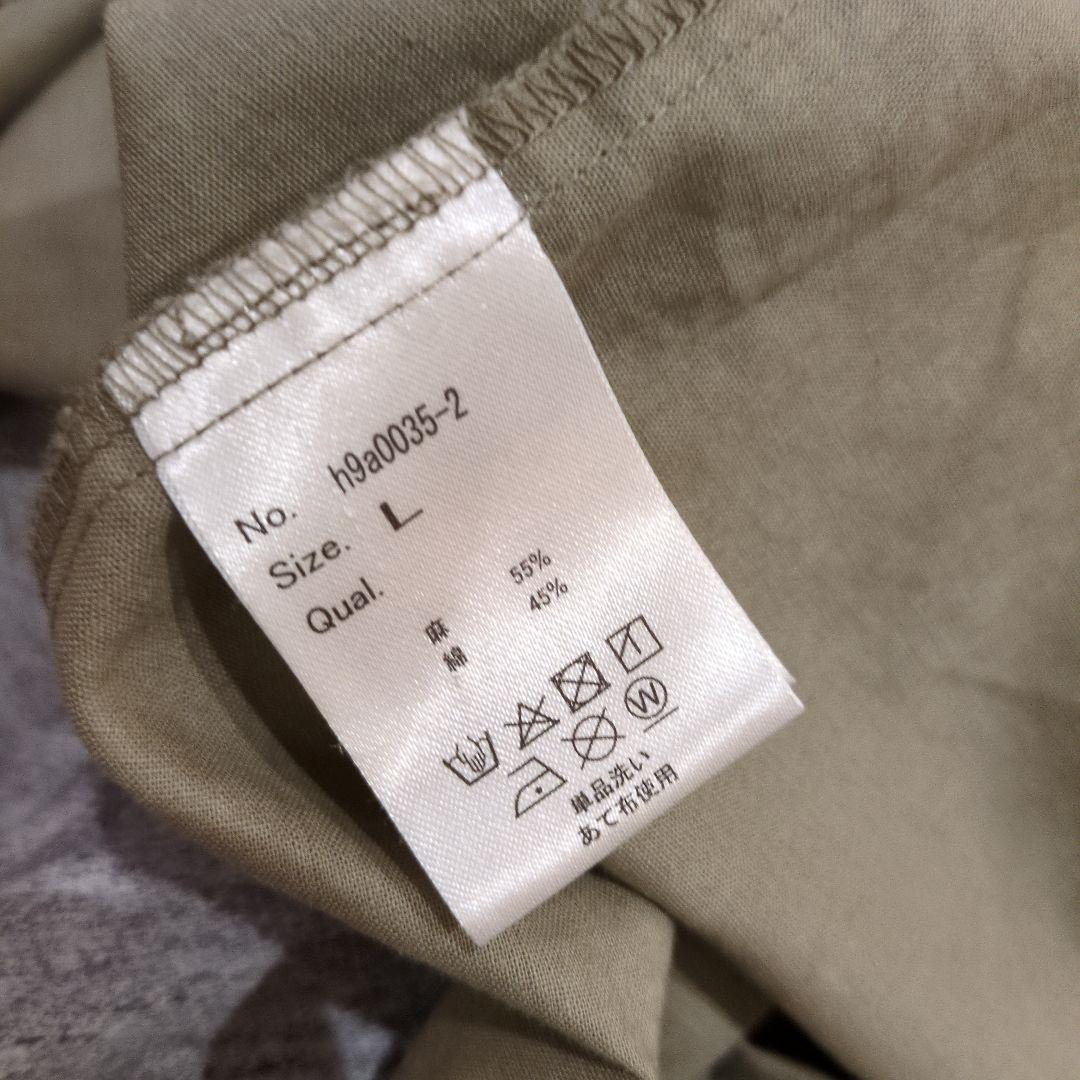 No. h9a0035-2
Size. L
Qual.
麻 55%
綿 45%
W
単品洗い
あて布使用